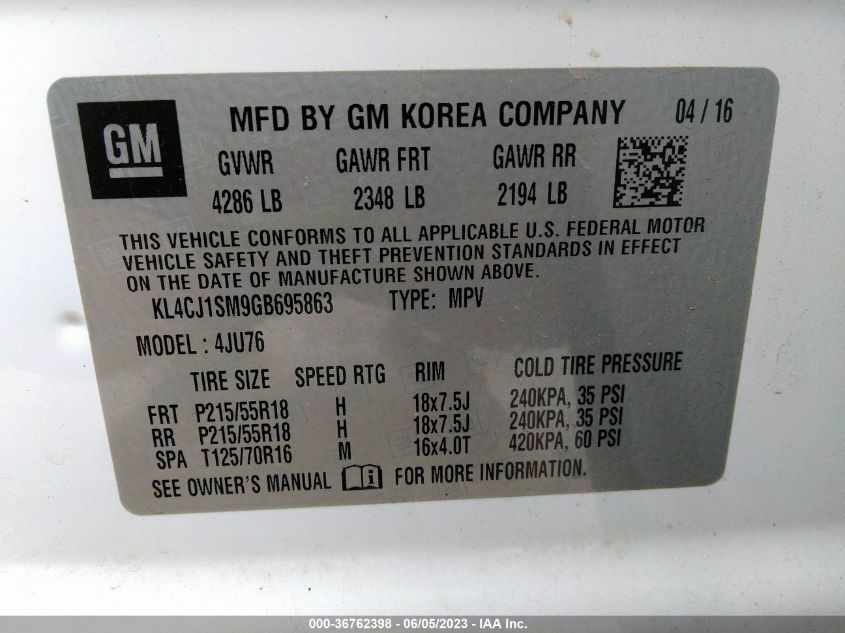 GM
MFD BY GM KOREA COMPANY 04 / 16
GVWR GAWR FRT GAWR RR
4286 LB 2348 LB 2194 LB
THIS VEHICLE CONFORMS TO ALL APPLICABLE U.S. FEDERAL MOTOR
VEHICLE SAFETY AND THEFT PREVENTION STANDARDS IN EFFECT
ON THE DATE OF MANUFACTURE SHOWN ABOVE.
KL4CJ1SM9GB695863 TYPE: MPV
MODEL : 4JU76
TIRE SIZE SPEED RTG RIM COLD TIRE PRESSURE
FRT P215/55R18 H 18x7.5J 240KPA, 35 PSI
RR P215/55R18 H 18x7.5J 240KPA, 35 PSI
SPA T125/70R16 M 16x4.0T 420KPA, 60 PSI
SEE OWNER'S MANUAL FOR MORE INFORMATION.
000-36762398 - 06/05/2023 - IAA Inc.